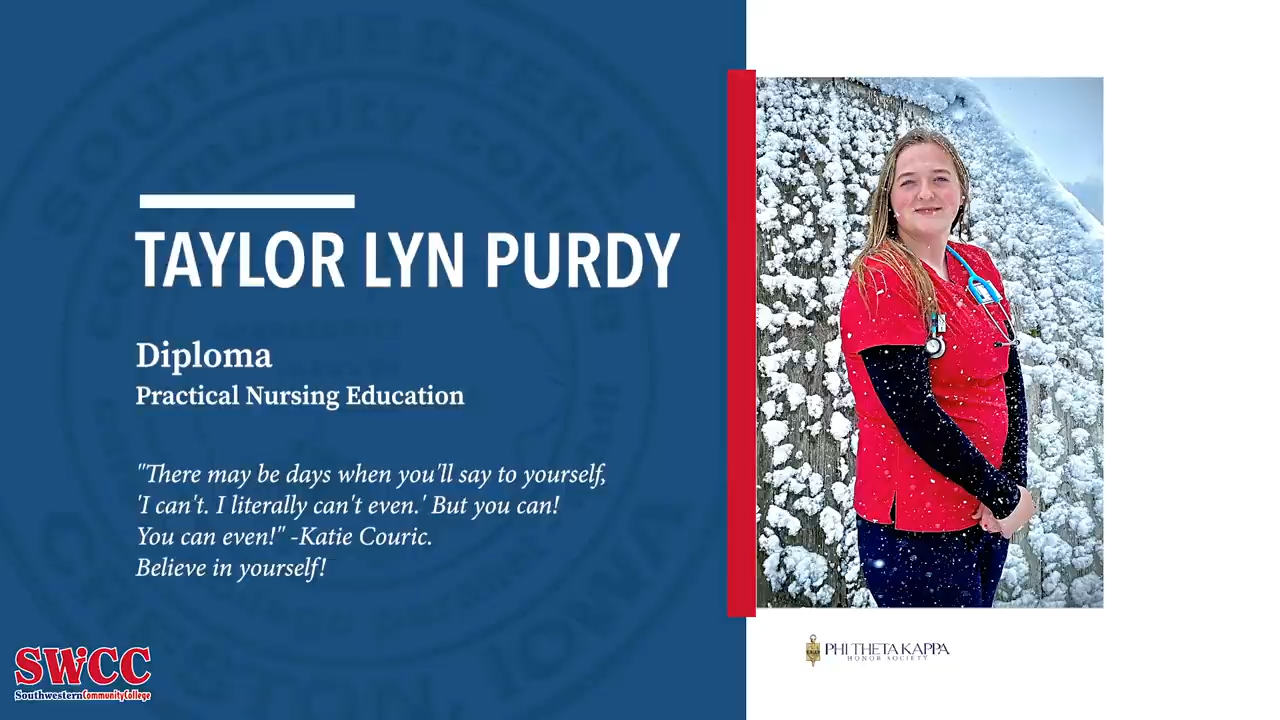 TAYLOR LYN PURDY
Diploma
Practical Nursing Education
"There may be days when you'll say to yourself,
'I can't. I literally can't even.' But you can!
You can even!" -Katie Couric.
Believe in yourself!
SWCC
SouthwesternCommunityCollege
PHI THETA KAPPA
HONOR SOCIETY
SOUTHWESTERN
Community College